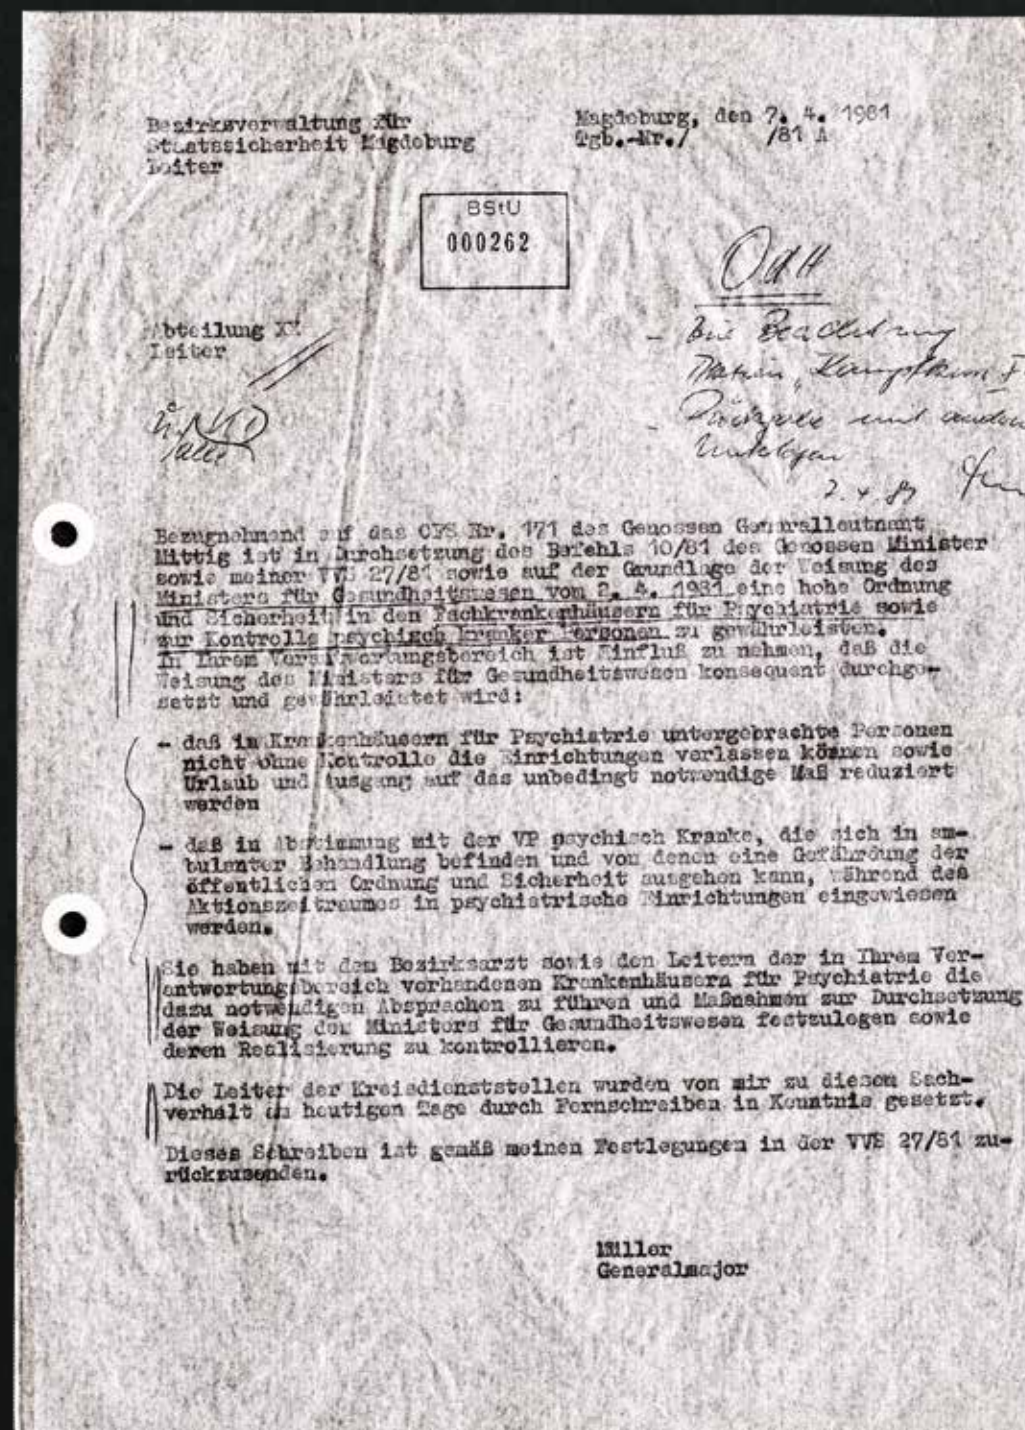 Bezirksverwaltung für
Staatssicherheit Magdeburg
Leiter
Magdeburg, den 7. 4. 1981
Tgb.-Nr./ /81 A
BStU
000262
Abteilung XX
Leiter
Bezugnehmend auf das CFS Nr. 171 des Genossen Generalleutnant
Mittig ist in Durchsetzung des Befehls 10/81 des Genossen Minister
sowie meiner VVS 27/81 sowie auf der Grundlage der Weisung des
Ministers für Gesundheitswesen vom 2. 4. 1981 eine hohe Ordnung
und Sicherheit in den Fachkrankenhäusern für Psychiatrie sowie
zur Kontrolle psychisch kranker Personen zu gewährleisten.
In Ihrem Verantwortungsbereich ist Einfluß zu nehmen, daß die
Weisung des Ministers für Gesundheitswesen konsequent durchge-
setzt und gewährleistet wird:
- daß in Krankenhäusern für Psychiatrie untergebrachte Personen
nicht ohne Kontrolle die Einrichtungen verlassen können sowie
Urlaub und Ausgang auf das unbedingt notwendige Maß reduziert
werden
- daß in Abstimmung mit der VP psychisch Kranke, die sich in am-
bulanter Behandlung befinden und von denen eine Gefährdung der
öffentlichen Ordnung und Sicherheit ausgehen kann, während des
Aktionszeitraumes in psychiatrische Einrichtungen eingewiesen
werden.
Sie haben mit dem Bezirksarzt sowie den Leitern der in Ihrem Ver-
antwortungsbereich vorhandenen Krankenhäusern für Psychiatrie die
dazu notwendigen Absprachen zu führen und Maßnahmen zur Durchsetzung
der Weisung des Ministers für Gesundheitswesen festzulegen sowie
deren Realisierung zu kontrollieren.
Die Leiter der Kreisdienststellen wurden von mir zu diesem Sach-
verhalt am heutigen Tage durch Fernschreiben in Kenntnis gesetzt.
Dieses Schreiben ist gemäß meinen Festlegungen in der VVS 27/81 zu-
rückzusenden.
Müller
Generalmajor